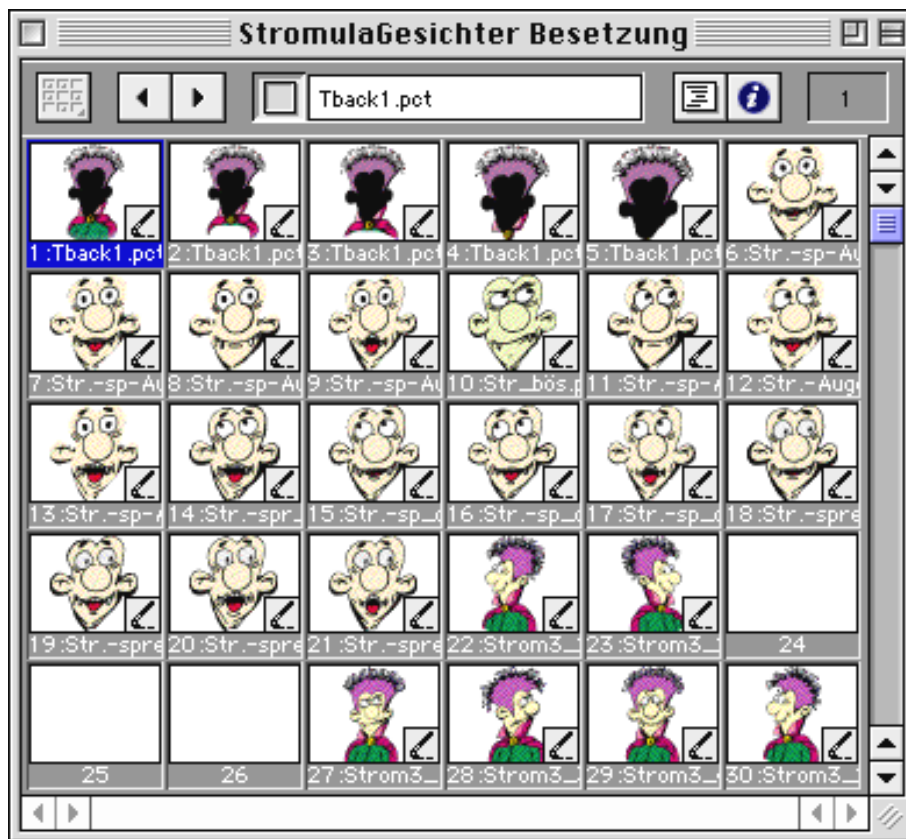 StromulaGesichter Besetzung
Tback1.pct
1
1:Tback1.pct 2:Tback1.pct 3:Tback1.pct 4:Tback1.pct 5:Tback1.pct 6:Str.-sp-Au
7:Str.-sp-Au 8:Str.-sp-Au 9:Str.-sp-Au 10:Str_bös.p 11:Str.-sp-A 12:Str.-Auge
13:Str.-sp-A 14:Str.-spr_ 15:Str.-sp_o 16:Str.-sp_o 17:Str.-sp_o 18:Str.-spre
19:Str.-spre 20:Str.-spre 21:Str.-spre 22:Strom3_ 23:Strom3_ 24
25 26 27:Strom3_ 28:Strom3_ 29:Strom3_ 30:Strom3_